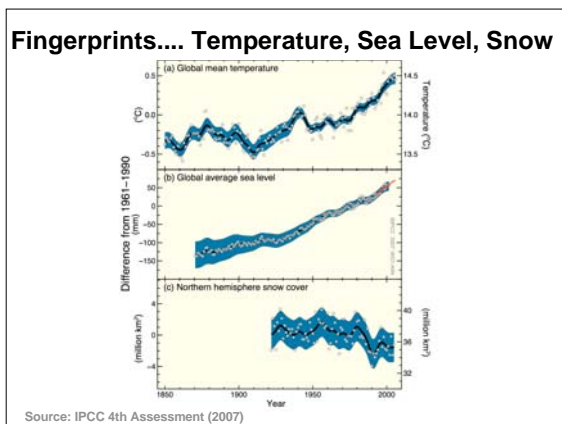 Fingerprints.... Temperature, Sea Level, Snow
(a) Global mean temperature
0.5
0.0
−0.5
(°C)
14.5
14.0
13.5
Temperature (°C)
(b) Global average sea level
50
0
−50
−100
−150
(mm)
Difference from 1961–1990
(c) Northern hemisphere snow cover
4
0
−4
(million km²)
40
36
32
(million km²)
1850
1900
1950
2000
Year
Source: IPCC 4th Assessment (2007)